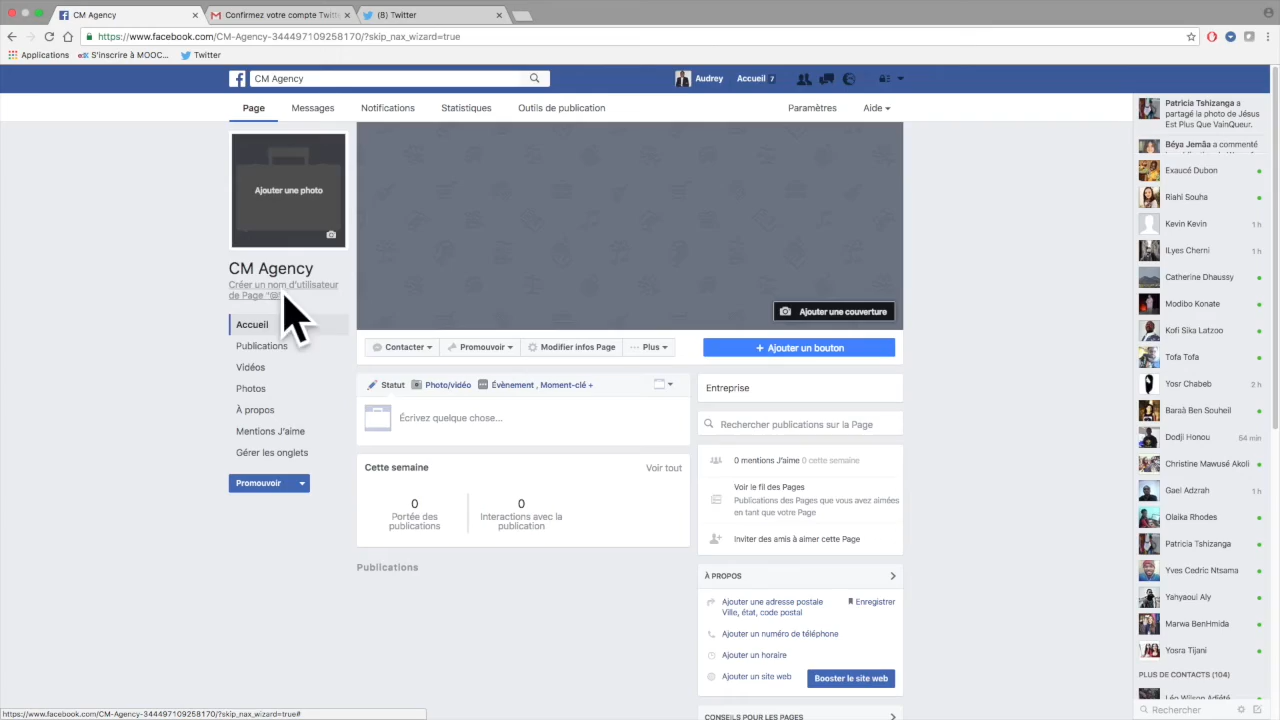 CM Agency
Confirmez votre compte Twitt
(B) Twitter
https://www.facebook.com/CM-Agency-344497109258170/?skip_nax_wizard=true
Applications
S'inscrire à MOOC...
Twitter
CM Agency
Audrey
Accueil 7
Page
Messages
Notifications
Statistiques
Outils de publication
Paramètres
Aide
Ajouter une photo
CM Agency
Créer un nom d'utilisateur
de Page "@
Accueil
Publications
Vidéos
Photos
À propos
Mentions J'aime
Gérer les onglets
Promouvoir
Ajouter une couverture
Contacter
Promouvoir
Modifier infos Page
··· Plus
+ Ajouter un bouton
Statut
Photo/vidéo
Évènement , Moment-clé +
Écrivez quelque chose...
Cette semaine
Voir tout
0
Portée des
publications
0
Interactions avec la
publication
Publications
Entreprise
Rechercher publications sur la Page
0 mentions J'aime 0 cette semaine
Voir le fil des Pages
Publications des Pages que vous avez aimées
en tant que votre Page
Inviter des amis à aimer cette Page
À PROPOS
Ajouter une adresse postale
Ville, état, code postal
Enregistrer
Ajouter un numéro de téléphone
Ajouter un horaire
Ajouter un site web
Booster le site web
CONSEILS POUR LES PAGES
Patricia Tshizanga a
partagé la photo de Jésus
Est Plus Que VainQueur.
Béya Jemâa a commenté
Exaucé Dubon
Riahi Souha
Kevin Kevin 1 h
ILyes Cherni 1 h
Catherine Dhaussy
Modibo Konate
Kofi Sika Latzoo
Tofa Tofa
Yosr Chabeb 2 h
Baraà Ben Souheil
Dodji Honou 54 min
Christine Mawusé Akoli
Gael Adzrah 1 h
Olaika Rhodes
Patricia Tshizanga
Yves Cedric Ntsama
Yahyaoui Aly
Marwa BenHmida
Yosra Tijani
PLUS DE CONTACTS (104)
Léo Wilson Adjété
Rechercher
https://www.facebook.com/CM-Agency-344497109258170/?skip_nax_wizard=true#